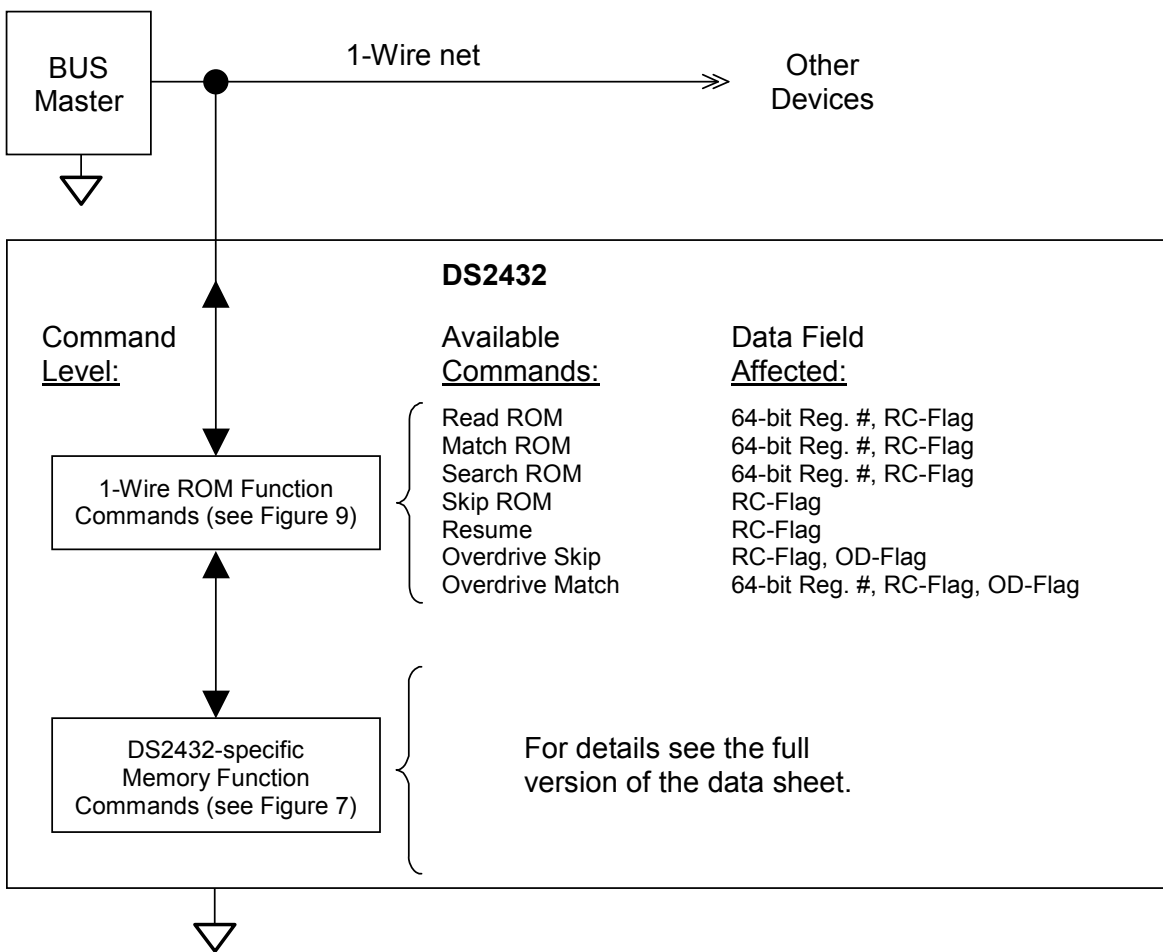 BUS
Master
1-Wire net
Other
Devices
DS2432
Command
Level:
Available
Commands:
Data Field
Affected:
Read ROM 64-bit Reg. #, RC-Flag
Match ROM 64-bit Reg. #, RC-Flag
Search ROM 64-bit Reg. #, RC-Flag
Skip ROM RC-Flag
Resume RC-Flag
Overdrive Skip RC-Flag, OD-Flag
Overdrive Match 64-bit Reg. #, RC-Flag, OD-Flag
1-Wire ROM Function
Commands (see Figure 9)
DS2432-specific
Memory Function
Commands (see Figure 7)
For details see the full
version of the data sheet.